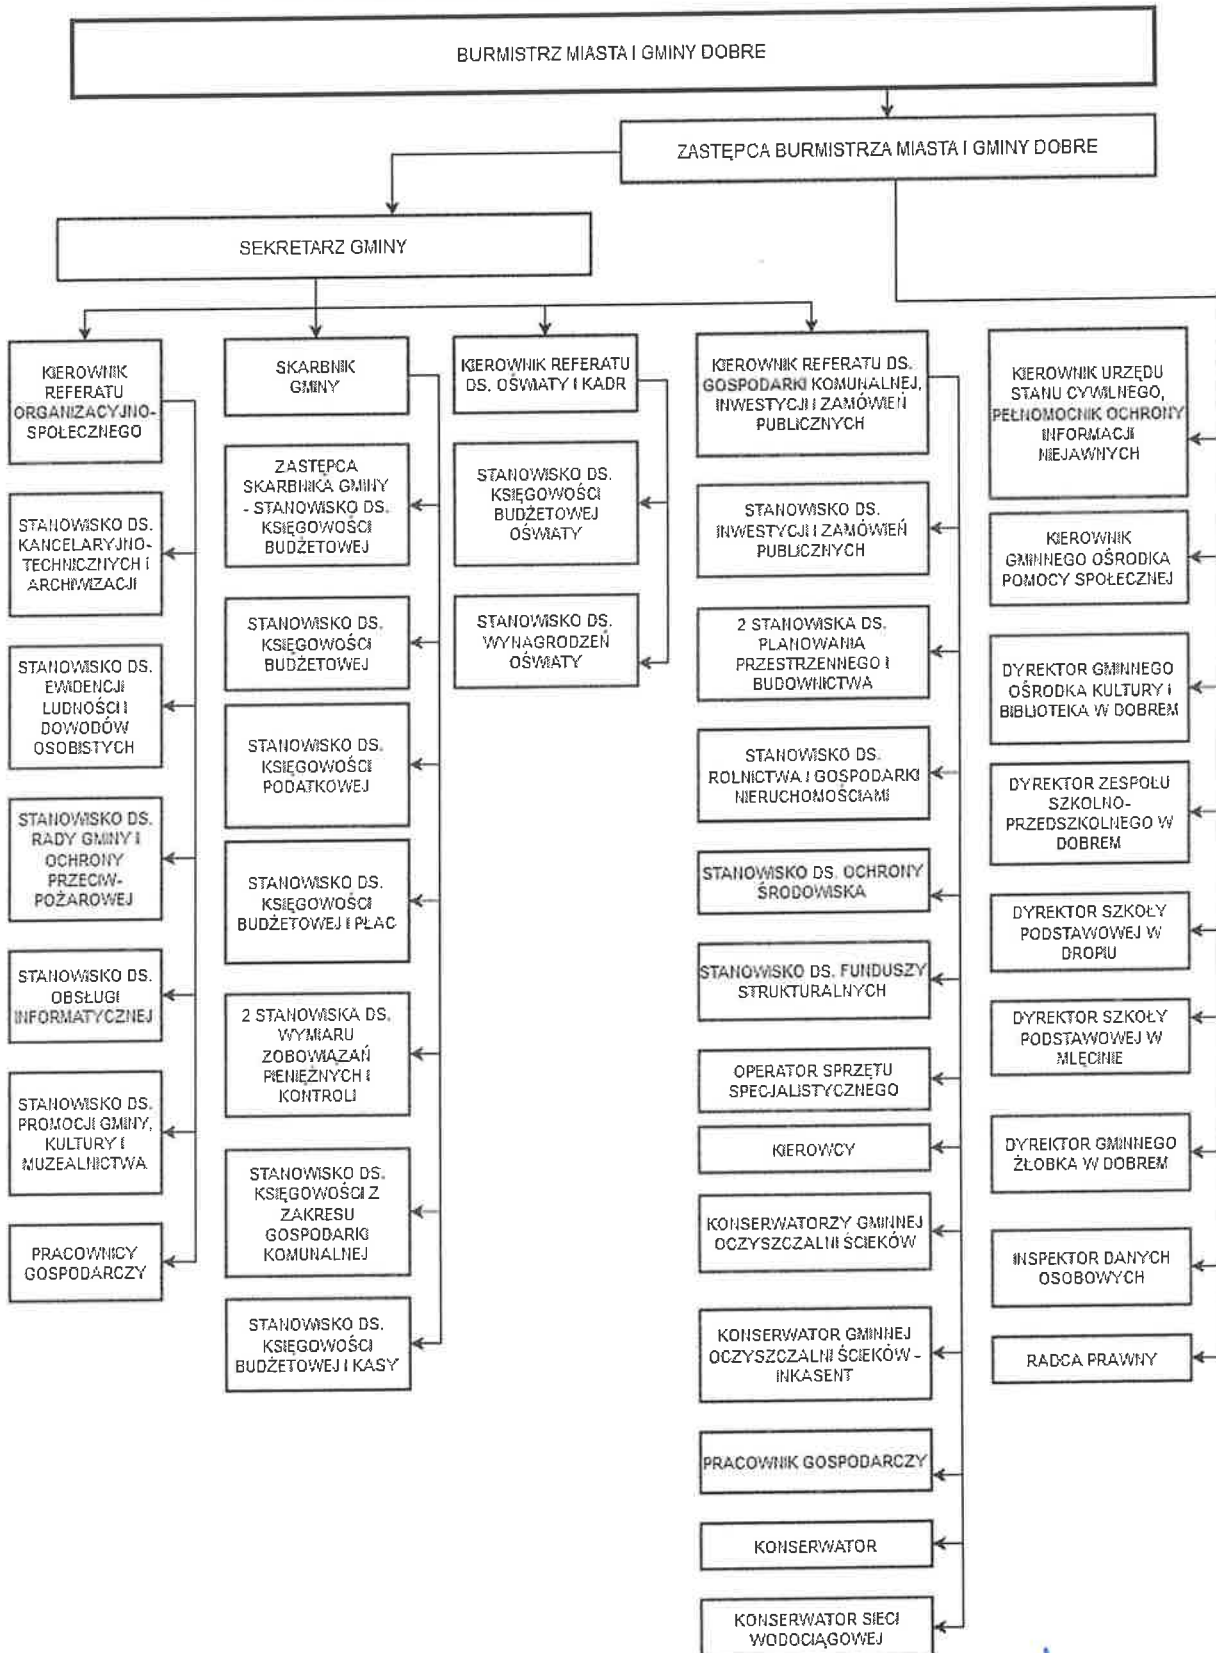 BURMISTRZ MIASTA I GMINY DOBRE
ZASTĘPCA BURMISTRZA MIASTA I GMINY DOBRE
SEKRETARZ GMINY
KIEROWNIK
REFERATU
ORGANIZACYJNO-
SPOŁECZNEGO
STANOWISKO DS.
KANCELARYJNO-
TECHNICZNYCH I
ARCHIWIZACJI
STANOWISKO DS.
EWIDENCJI
LUDNOŚCI I
DOWODÓW
OSOBISTYCH
STANOWISKO DS.
RADY GMINY I
OCHRONY
PRZECIW-
POŻAROWEJ
STANOWISKO DS.
OBSŁUGI
INFORMATYCZNEJ
STANOWISKO DS.
PROMOCJI GMINY,
KULTURY I
MUZEALNICTWA
PRACOWNICY
GOSPODARCZY
SKARBNIK
GMINY
ZASTĘPCA
SKARBNIKA GMINY
- STANOWISKO DS.
KSIĘGOWOŚCI
BUDŻETOWEJ
STANOWISKO DS.
KSIĘGOWOŚCI
BUDŻETOWEJ
STANOWISKO DS.
KSIĘGOWOŚCI
PODATKOWEJ
STANOWISKO DS.
KSIĘGOWOŚCI
BUDŻETOWEJ I PŁAC
2 STANOWISKA DS.
WYMIARU
ZOBOWIĄZAŃ
PIENIĘŻNYCH I
KONTROLI
STANOWISKO DS.
KSIĘGOWOŚCI Z
ZAKRESU
GOSPODARKI
KOMUNALNEJ
STANOWISKO DS.
KSIĘGOWOŚCI
BUDŻETOWEJ I KASY
KIEROWNIK REFERATU
DS. OŚWIATY I KADR
STANOWISKO DS.
KSIĘGOWOŚCI
BUDŻETOWEJ
OŚWIATY
STANOWISKO DS.
WYNAGRODZEŃ
OŚWIATY
KIEROWNIK REFERATU DS.
GOSPODARKI KOMUNALNEJ,
INWESTYCJI I ZAMÓWIEŃ
PUBLICZNYCH
STANOWISKO DS.
INWESTYCJI I ZAMÓWIEŃ
PUBLICZNYCH
2 STANOWISKA DS.
PLANOWANIA
PRZESTRZENNEGO I
BUDOWNICTWA
STANOWISKO DS.
ROLNICTWA I GOSPODARKI
NIERUCHOMOŚCIAMI
STANOWISKO DS. OCHRONY
ŚRODOWISKA
STANOWISKO DS. FUNDUSZY
STRUKTURALNYCH
OPERATOR SPRZĘTU
SPECJALISTYCZNEGO
KIEROWCY
KONSERWATORZY GMINNEJ
OCZYSZCZALNI ŚCIEKÓW
KONSERWATOR GMINNEJ
OCZYSZCZALNI ŚCIEKÓW -
INKASENT
PRACOWNIK GOSPODARCZY
KONSERWATOR
KONSERWATOR SIECI
WODOCIĄGOWEJ
KIEROWNIK URZĘDU
STANU CYWILNEGO,
PEŁNOMOCNIK OCHRONY
INFORMACJI
NIEJAWNYCH
KIEROWNIK
GMINNEGO OŚRODKA
POMOCY SPOŁECZNEJ
DYREKTOR GMINNEGO
OŚRODKA KULTURY I
BIBLIOTEKA W DOBREM
DYREKTOR ZESPOŁU
SZKOLNO-
PRZEDSZKOLNEGO W
DOBREM
DYREKTOR SZKOŁY
PODSTAWOWEJ W
DROPIU
DYREKTOR SZKOŁY
PODSTAWOWEJ W
MLĘCINIE
DYREKTOR GMINNEGO
ŻŁOBKA W DOBREM
INSPEKTOR DANYCH
OSOBOWYCH
RADCA PRAWNY